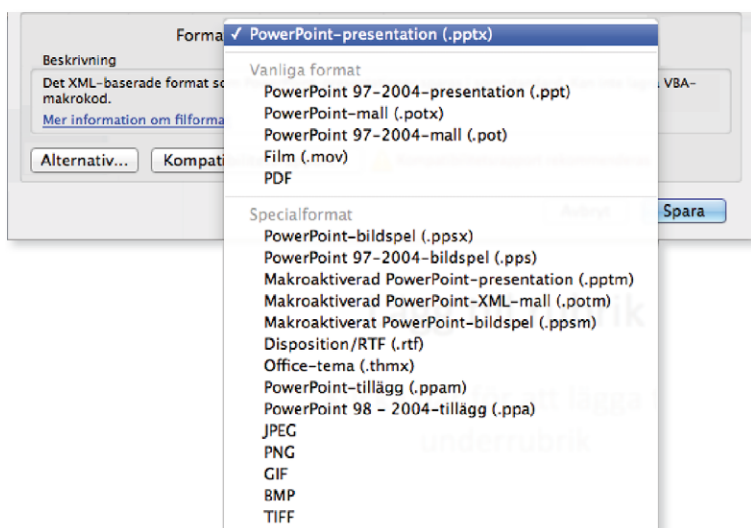 Forma
✓ PowerPoint-presentation (.pptx)
Beskrivning
Det XML-baserade format so
VBA-
makrokod.
Mer information om filforma
Alternativ...
Kompati
Vanliga format
PowerPoint 97-2004-presentation (.ppt)
PowerPoint-mall (.potx)
PowerPoint 97-2004-mall (.pot)
Film (.mov)
PDF
Avbryt
Spara
Specialformat
PowerPoint-bildspel (.ppsx)
PowerPoint 97-2004-bildspel (.pps)
Makroaktiverad PowerPoint-presentation (.pptm)
Makroaktiverad PowerPoint-XML-mall (.potm)
Makroaktiverat PowerPoint-bildspel (.ppsm)
Disposition/RTF (.rtf)
Office-tema (.thmx)
PowerPoint-tillägg (.ppam)
PowerPoint 98 – 2004-tillägg (.ppa)
JPEG
PNG
GIF
BMP
TIFF
rik
för att lägga t
underrubrik